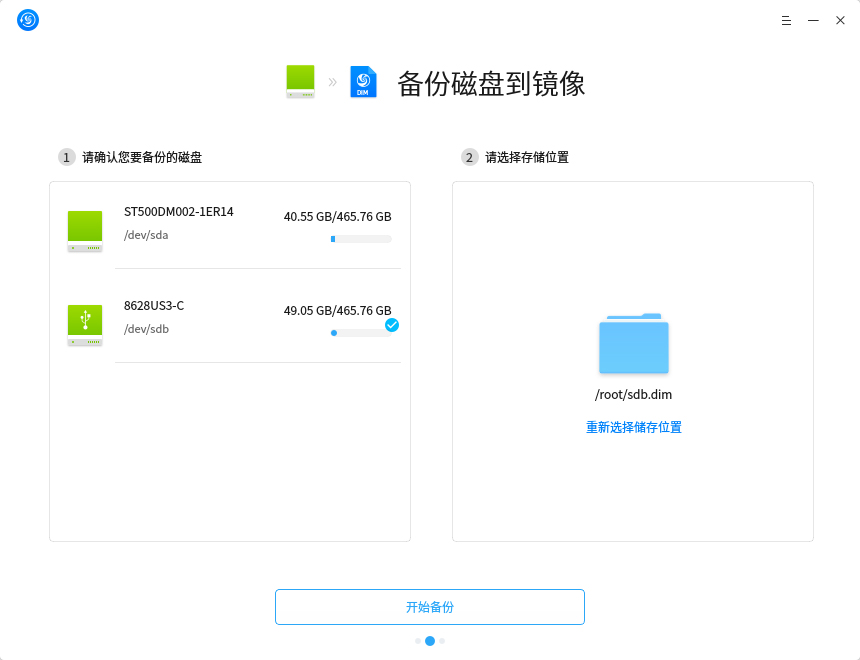 DIM
备份磁盘到镜像
1 请确认您要备份的磁盘
2 请选择存储位置
ST500DM002-1ER14
40.55 GB/465.76 GB
/dev/sda
8628US3-C
49.05 GB/465.76 GB
/dev/sdb
/root/sdb.dim
重新选择储存位置
开始备份